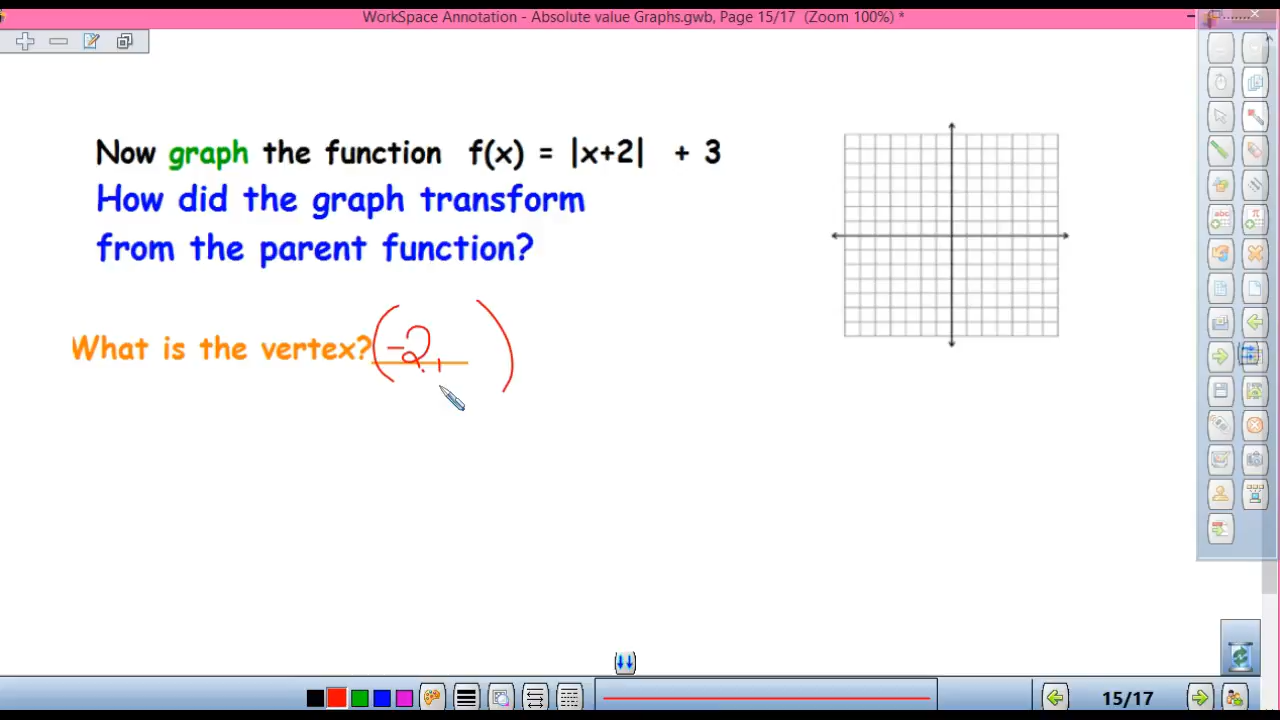 WorkSpace Annotation - Absolute value Graphs.gwb, Page 15/17 (Zoom 100%) *
Now graph the function f(x) = |x+2| + 3
How did the graph transform
from the parent function?
What is the vertex? (-2, )
abc
π
15/17